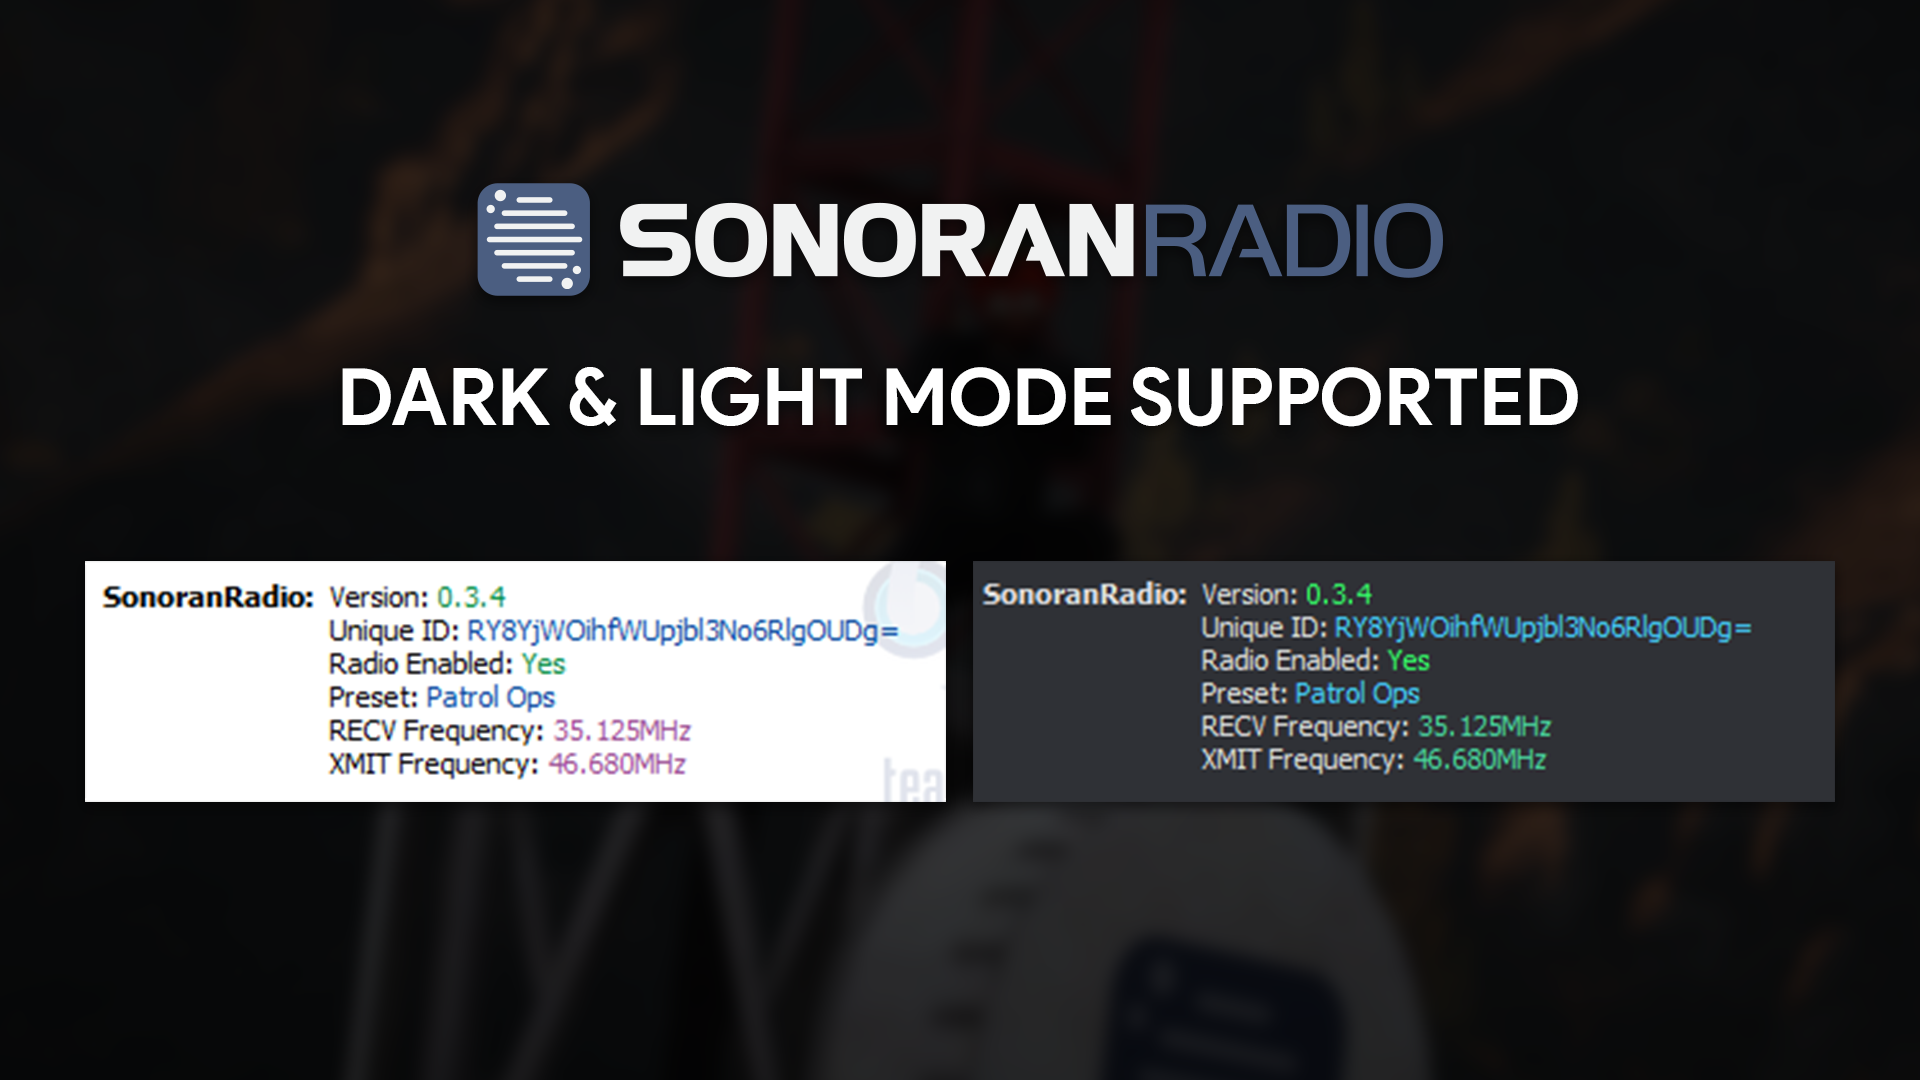 SONORANRADIO
DARK & LIGHT MODE SUPPORTED
SonoranRadio: Version: 0.3.4
Unique ID: RY8YjWOihfWUpjbl3No6RlgOUDg=
Radio Enabled: Yes
Preset: Patrol Ops
RECV Frequency: 35.125MHz
XMIT Frequency: 46.680MHz
tea
SonoranRadio: Version: 0.3.4
Unique ID: RY8YjWOihfWUpjbl3No6RlgOUDg=
Radio Enabled: Yes
Preset: Patrol Ops
RECV Frequency: 35.125MHz
XMIT Frequency: 46.680MHz